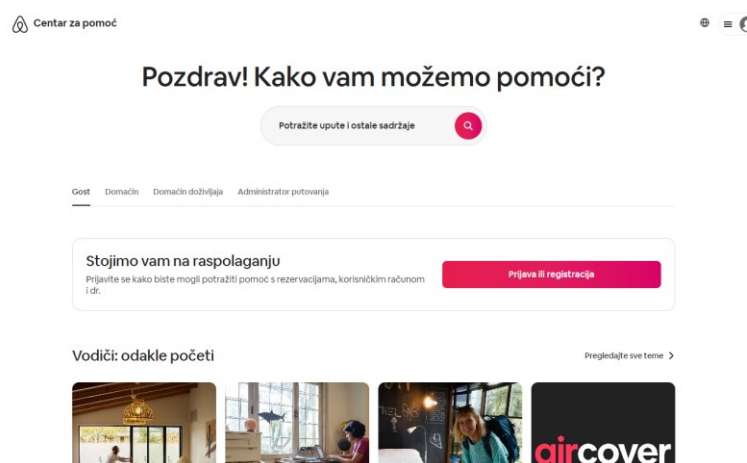 Centar za pomoć
Pozdrav! Kako vam možemo pomoći?
Potražite upute i ostale sadržaje
Gost Domaćin Domaćin doživljaja Administrator putovanja
Stojimo vam na raspolaganju
Prijavite se kako biste mogli potražiti pomoć s rezervacijama, korisničkim računom
i dr.
Prijava ili registracija
Vodiči: odakle početi
Pregledajte sve teme
aircover